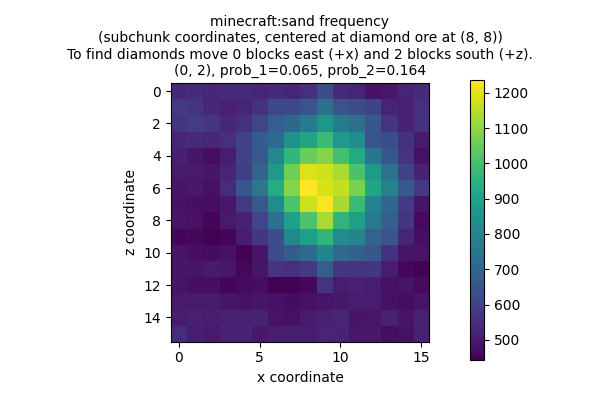 minecraft:sand frequency
(subchunk coordinates, centered at diamond ore at (8, 8))
To find diamonds move 0 blocks east (+x) and 2 blocks south (+z).
(0, 2), prob_1=0.065, prob_2=0.164
z coordinate
0
2
4
6
8
10
12
14
0 5 10 15
x coordinate
1200
1100
1000
900
800
700
600
500